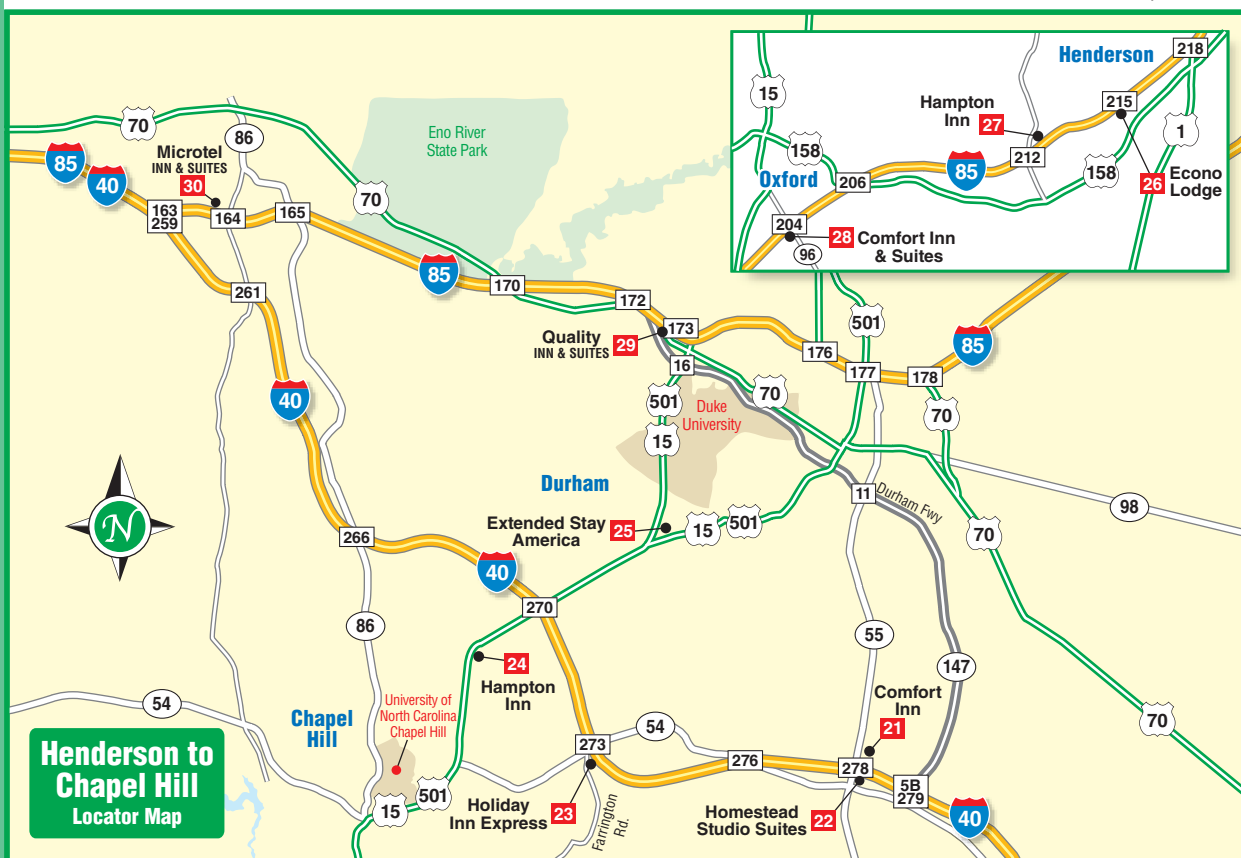 70
86
Eno River
State Park
85
40
Microtel
INN & SUITES
30
163
259
164
165
70
261
85
170
172
Quality
INN & SUITES
29
173
16
176
501
177
178
85
70
501
15
Duke
University
70
40
Durham
Extended Stay
America
25
15
501
11
Durham Fwy
98
70
N
266
40
270
86
24
Hampton
Inn
55
147
Comfort
Inn
21
70
54
Chapel
Hill
University of
North Carolina
Chapel Hill
273
54
276
278
5B
279
40
15
501
Holiday
Inn Express
23
Farrington
Rd.
Homestead
Studio Suites
22
Henderson to
Chapel Hill
Locator Map
Henderson
218
15
Hampton
Inn
27
215
1
158
212
85
158
Oxford
206
26
Econo
Lodge
204
28
Comfort Inn
& Suites
96